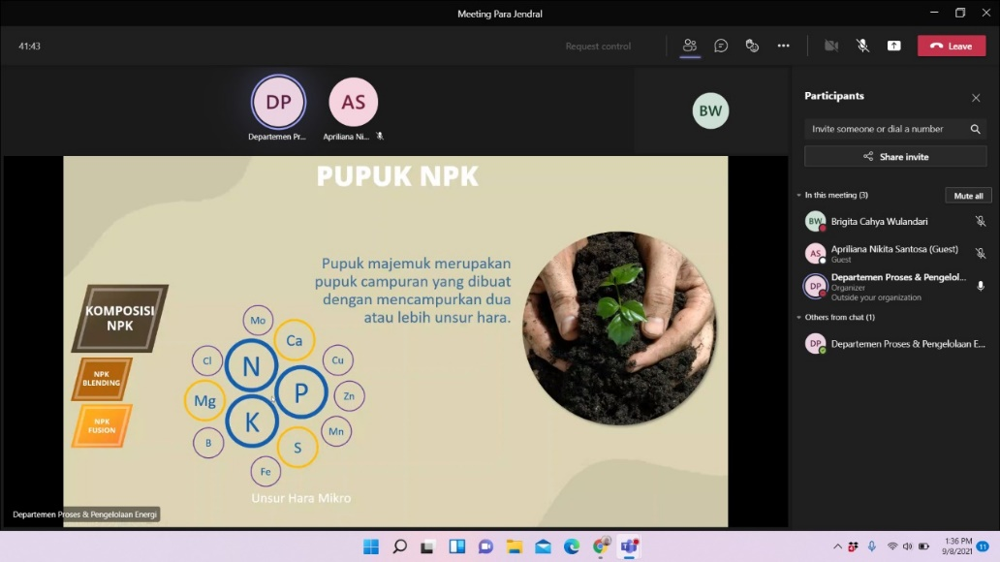 Meeting Para Jendral
41:43
Request control
Leave
DP
AS
BW
Departemen Pr...
Apriliana Ni...
Participants
Invite someone or dial a number
Share invite
In this meeting (3)
Mute all
BW
Brigita Cahya Wulandari
AS
Apriliana Nikita Santosa (Guest)
Guest
DP
Departemen Proses & Pengelol...
Organizer
Outside your organization
Others from chat (1)
DP
Departemen Proses & Pengelolaan E...
PUPUK NPK
Pupuk majemuk merupakan
pupuk campuran yang dibuat
dengan mencampurkan dua
atau lebih unsur hara.
KOMPOSISI
NPK
NPK
BLENDING
NPK
FUSION
Mo
Ca
Cl
N
Cu
P
Zn
Mg
K
Mn
B
S
Fe
Unsur Hara Mikro
Departemen Proses & Pengelolaan Energi
1:36 PM
9/8/2021
11